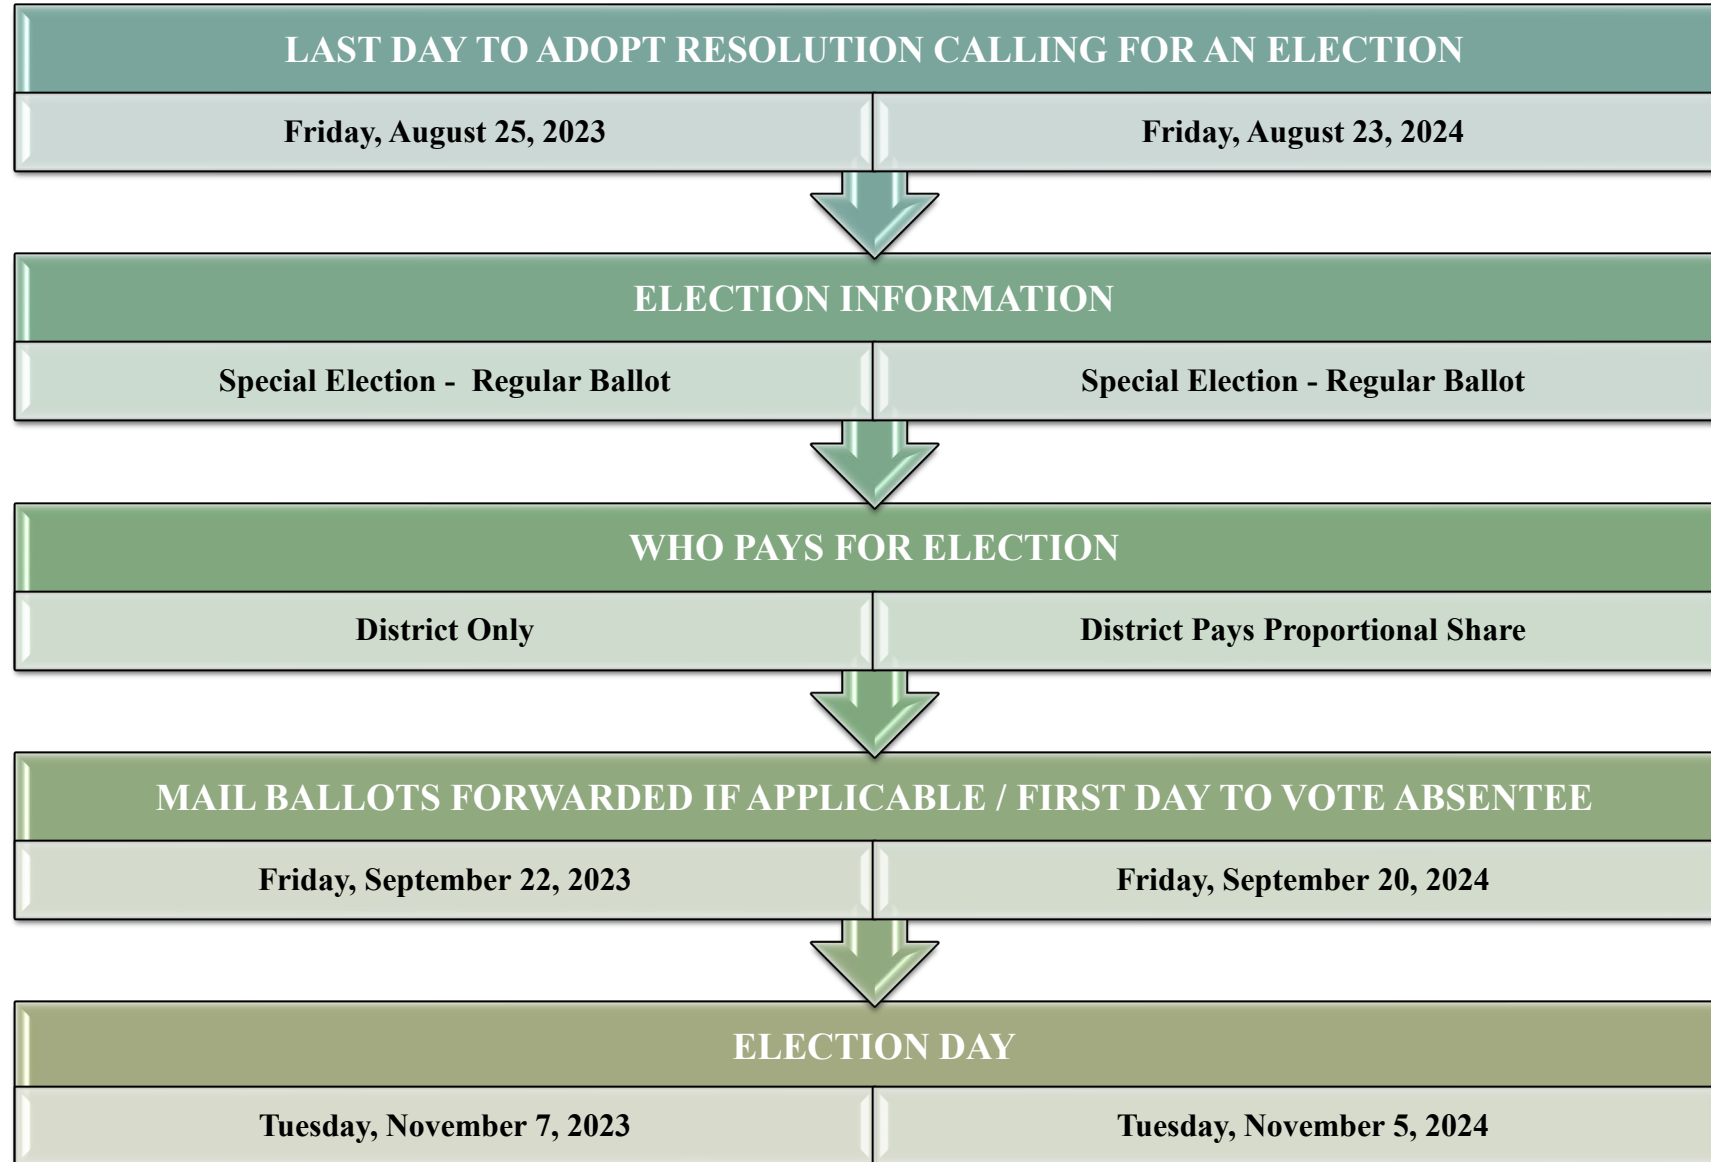 LAST DAY TO ADOPT RESOLUTION CALLING FOR AN ELECTION
Friday, August 25, 2023
Friday, August 23, 2024
ELECTION INFORMATION
Special Election -  Regular Ballot
Special Election - Regular Ballot
WHO PAYS FOR ELECTION
District Only
District Pays Proportional Share
MAIL BALLOTS FORWARDED IF APPLICABLE / FIRST DAY TO VOTE ABSENTEE
Friday, September 22, 2023
Friday, September 20, 2024
ELECTION DAY
Tuesday, November 7, 2023
Tuesday, November 5, 2024